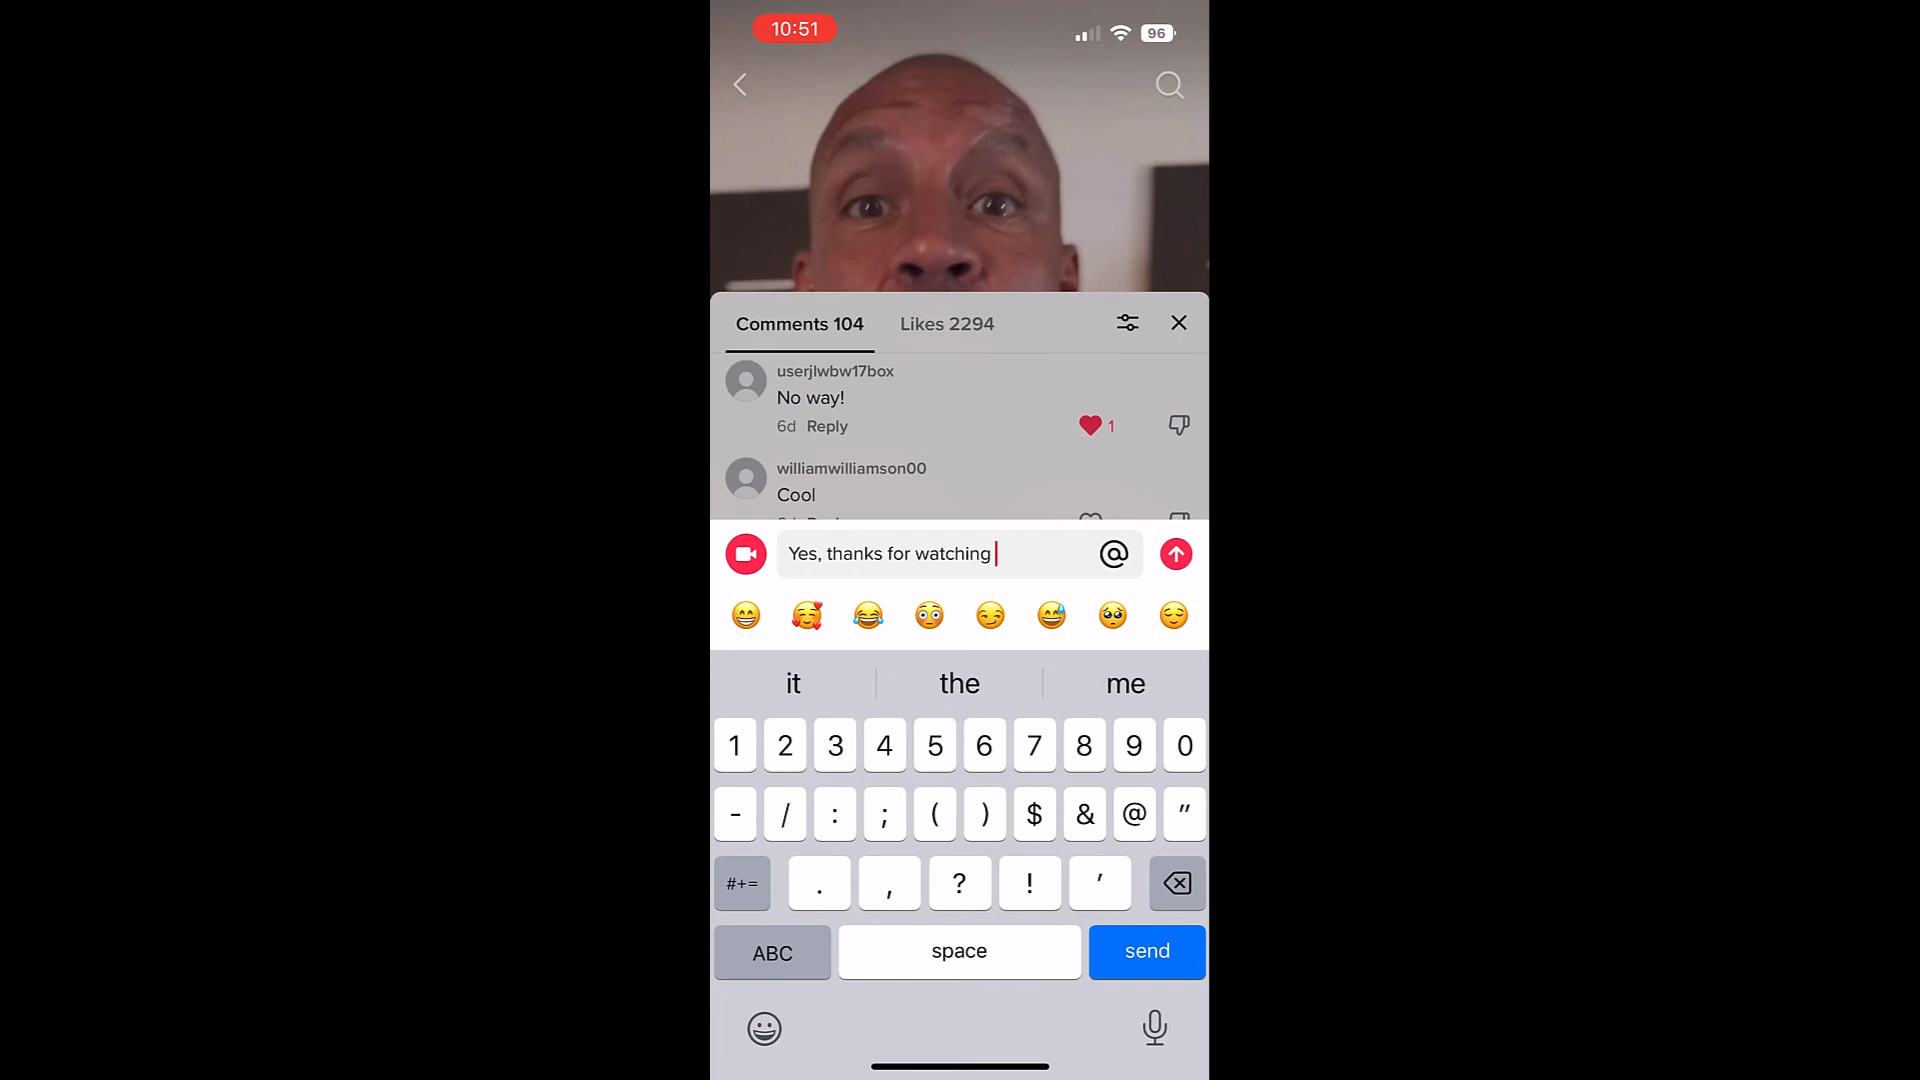 10:51
96
Comments 104 Likes 2294
userjlwbw17box
No way!
6d Reply
1
williamwilliamson00
Cool
Yes, thanks for watching @
it the me
1 2 3 4 5 6 7 8 9 0
- / : ; ( ) $ & @ "
#+= . , ? ! '
ABC space send